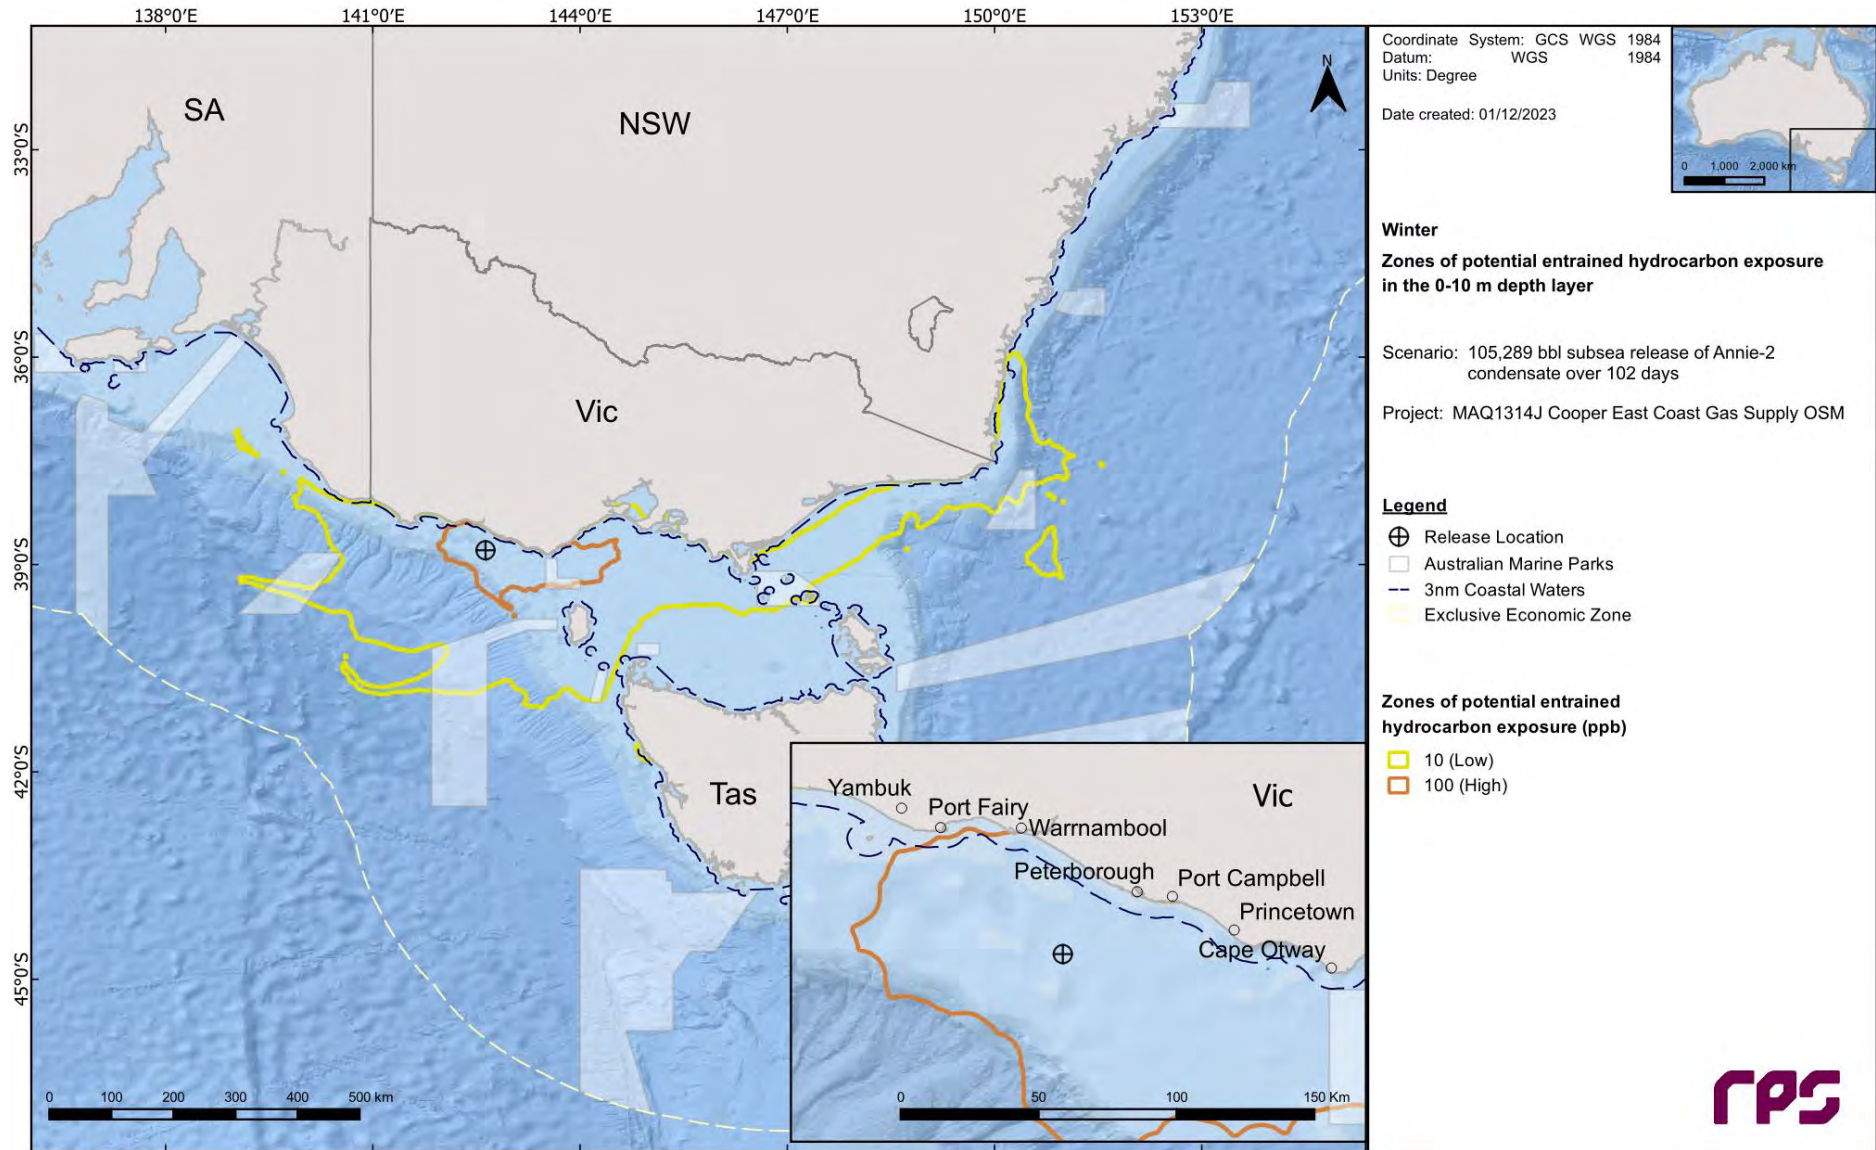 138°0'E 141°0'E 144°0'E 147°0'E 150°0'E 153°0'E
33°0'S
36°0'S
39°0'S
42°0'S
45°0'S
SA
NSW
Vic
Tas
N
0 100 200 300 400 500 km
Yambuk
Port Fairy
Warrnambool
Vic
Peterborough
Port Campbell
Princetown
Cape Otway
0 50 100 150 Km
Coordinate System: GCS WGS 1984
Datum: WGS 1984
Units: Degree
Date created: 01/12/2023
0 1,000 2,000 km
Winter
Zones of potential entrained hydrocarbon exposure
in the 0-10 m depth layer
Scenario: 105,289 bbl subsea release of Annie-2
condensate over 102 days
Project: MAQ1314J Cooper East Coast Gas Supply OSM
Legend
Release Location
Australian Marine Parks
3nm Coastal Waters
Exclusive Economic Zone
Zones of potential entrained
hydrocarbon exposure (ppb)
10 (Low)
100 (High)
rps